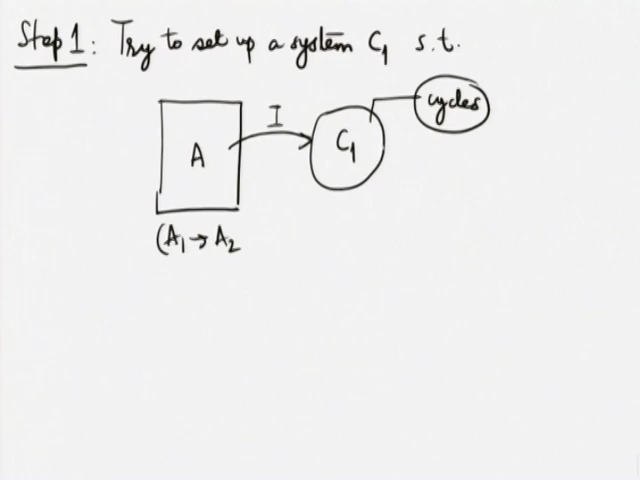 Step 1: Try to set up a system C₁ s.t.
I
cycles
A
C₁
(A₁ → A₂